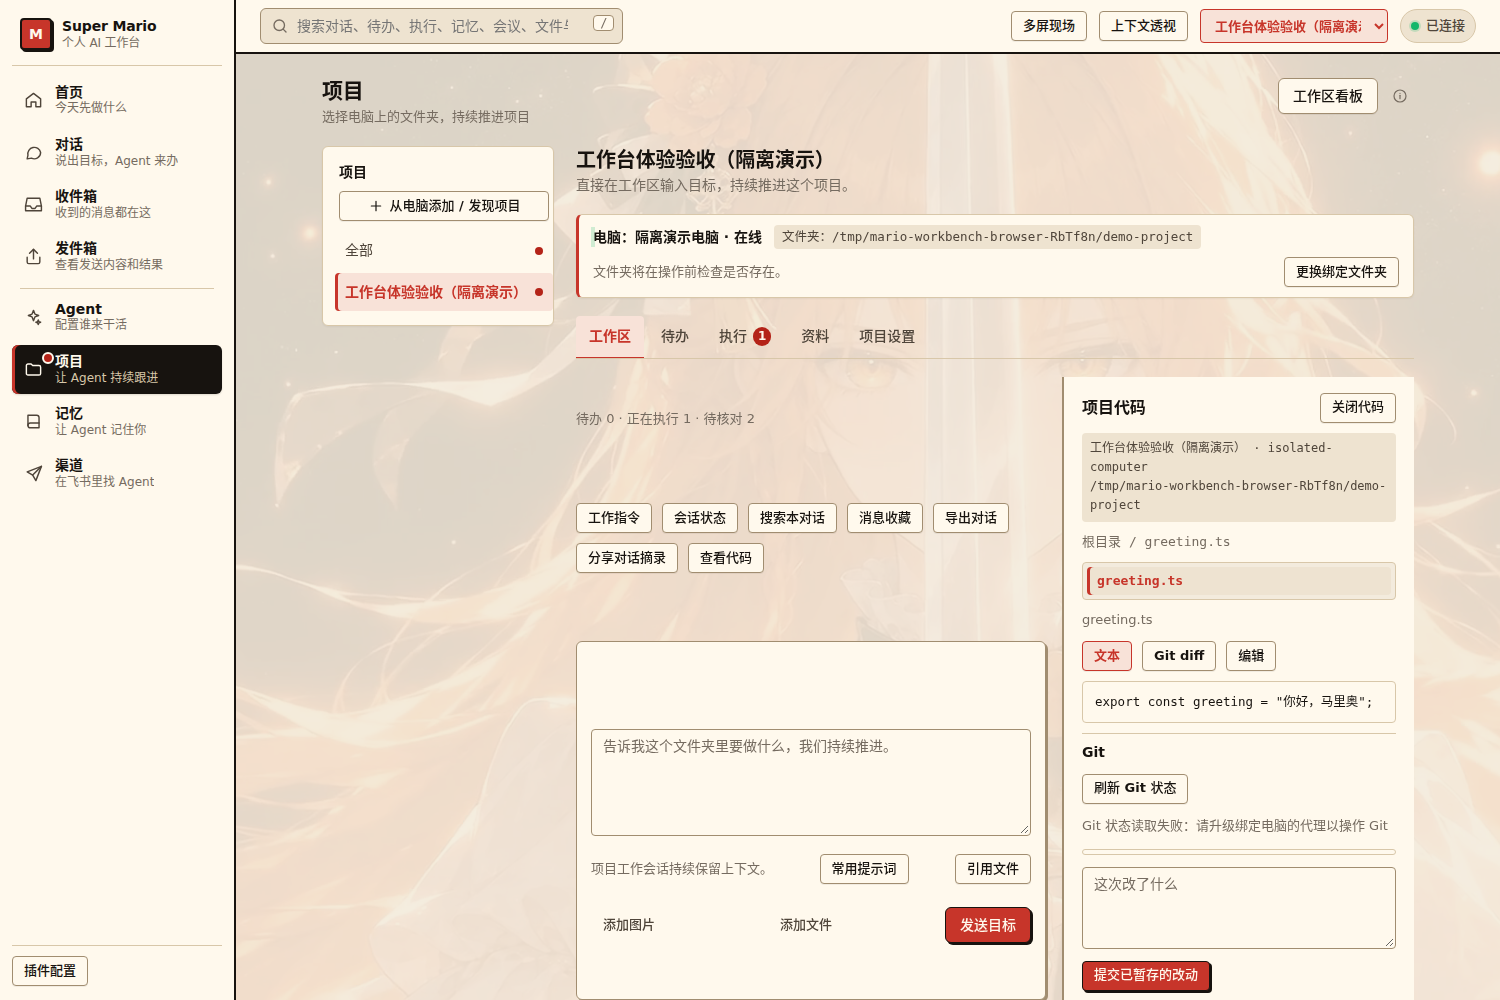 M
Super Mario
个人 AI 工作台
首页
今天先做什么
对话
说出目标，Agent 来办
收件箱
收到的消息都在这
发件箱
查看发送内容和结果
Agent
配置谁来干活
项目
让 Agent 持续跟进
记忆
让 Agent 记住你
渠道
在飞书里找 Agent
插件配置
搜索对话、待办、执行、记忆、会议、文件
/
多屏现场
上下文透视
工作台体验验收（隔离演
已连接
项目
选择电脑上的文件夹，持续推进项目
工作区看板
项目
从电脑添加 / 发现项目
全部
工作台体验验收（隔离演示）
工作台体验验收（隔离演示）
直接在工作区输入目标，持续推进这个项目。
电脑：隔离演示电脑 · 在线
文件夹：/tmp/mario-workbench-browser-RbTf8n/demo-project
文件夹将在操作前检查是否存在。
更换绑定文件夹
工作区
待办
执行 1
资料
项目设置
待办 0 · 正在执行 1 · 待核对 2
工作指令
会话状态
搜索本对话
消息收藏
导出对话
分享对话摘录
查看代码
告诉我这个文件夹里要做什么，我们持续推进。
项目工作会话持续保留上下文。
常用提示词
引用文件
添加图片
添加文件
发送目标
项目代码
关闭代码
工作台体验验收（隔离演示） · isolated-
computer
/tmp/mario-workbench-browser-RbTf8n/demo-
project
根目录 / greeting.ts
greeting.ts
greeting.ts
文本
Git diff
编辑
export const greeting = "你好，马里奥";
Git
刷新 Git 状态
Git 状态读取失败：请升级绑定电脑的代理以操作 Git
这次改了什么
提交已暂存的改动